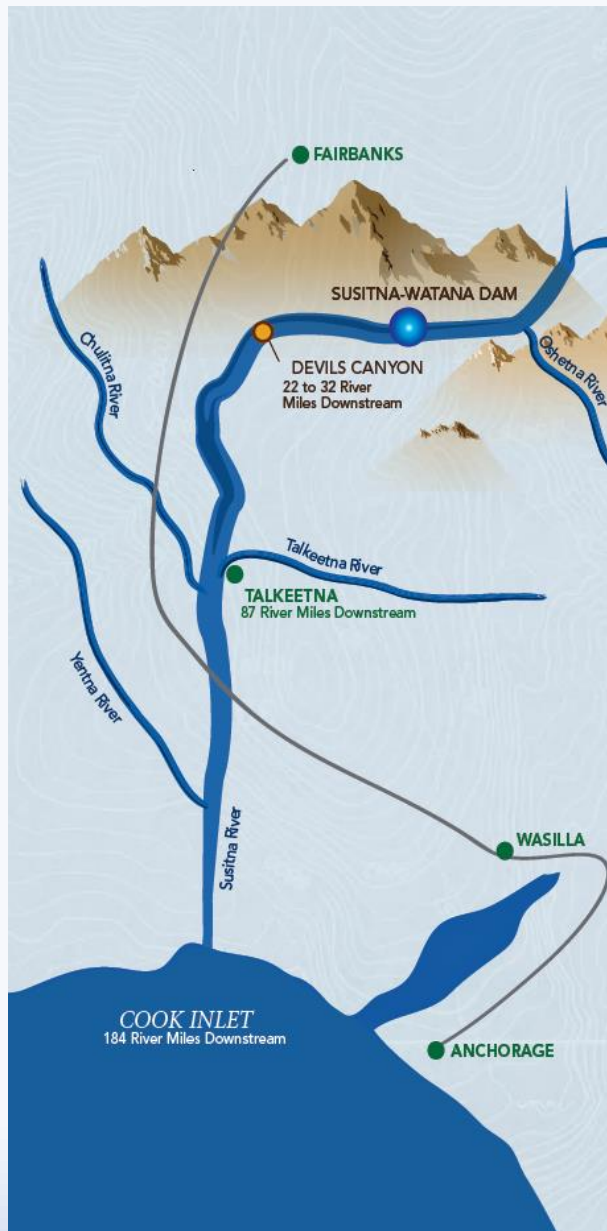 FAIRBANKS
SUSITNA-WATANA DAM
Chulitna River
DEVILS CANYON
22 to 32 River
Miles Downstream
Oshetna River
Talkeetna River
TALKEETNA
87 River Miles Downstream
Yentna River
Susitna River
WASILLA
COOK INLET
184 River Miles Downstream
ANCHORAGE